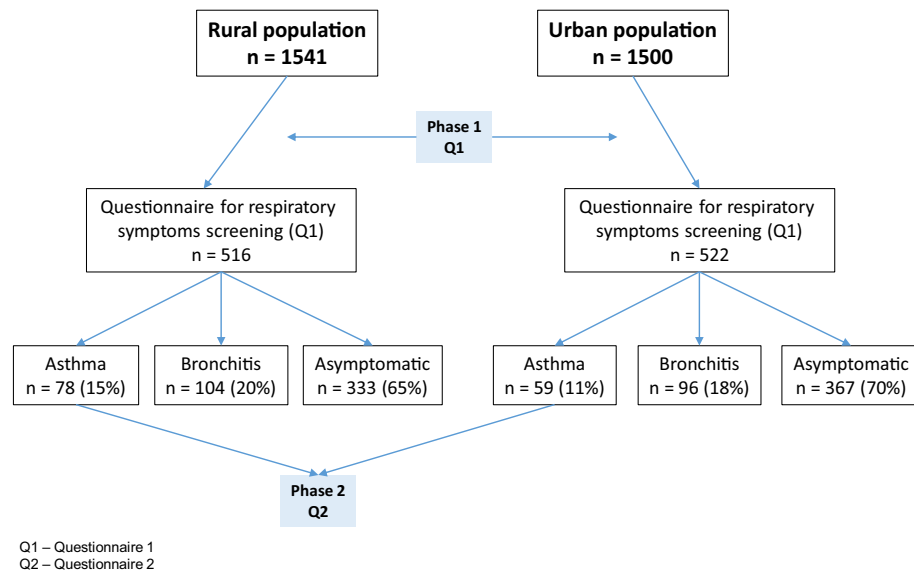 Rural population
n = 1541
Urban population
n = 1500
Phase 1
Q1
Questionnaire for respiratory
symptoms screening (Q1)
n = 516
Questionnaire for respiratory
symptoms screening (Q1)
n = 522
Asthma
n = 78 (15%)
Bronchitis
n = 104 (20%)
Asymptomatic
n = 333 (65%)
Asthma
n = 59 (11%)
Bronchitis
n = 96 (18%)
Asymptomatic
n = 367 (70%)
Phase 2
Q2
Q1 – Questionnaire 1
Q2 – Questionnaire 2